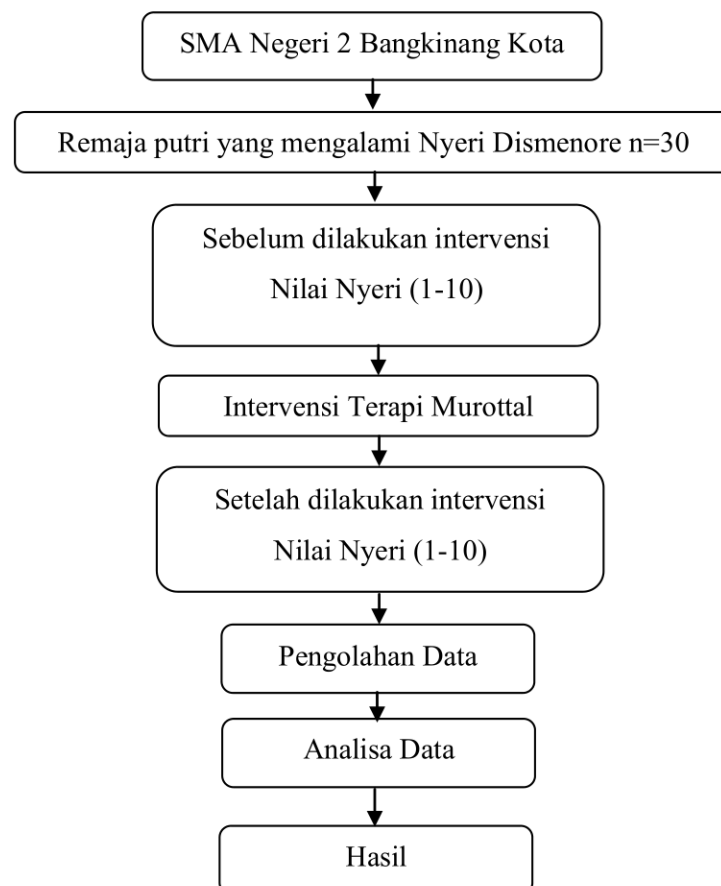 SMA Negeri 2 Bangkinang Kota
Remaja putri yang mengalami Nyeri Dismenore n=30
Sebelum dilakukan intervensi
Nilai Nyeri (1-10)
Intervensi Terapi Murottal
Setelah dilakukan intervensi
Nilai Nyeri (1-10)
Pengolahan Data
Analisa Data
Hasil